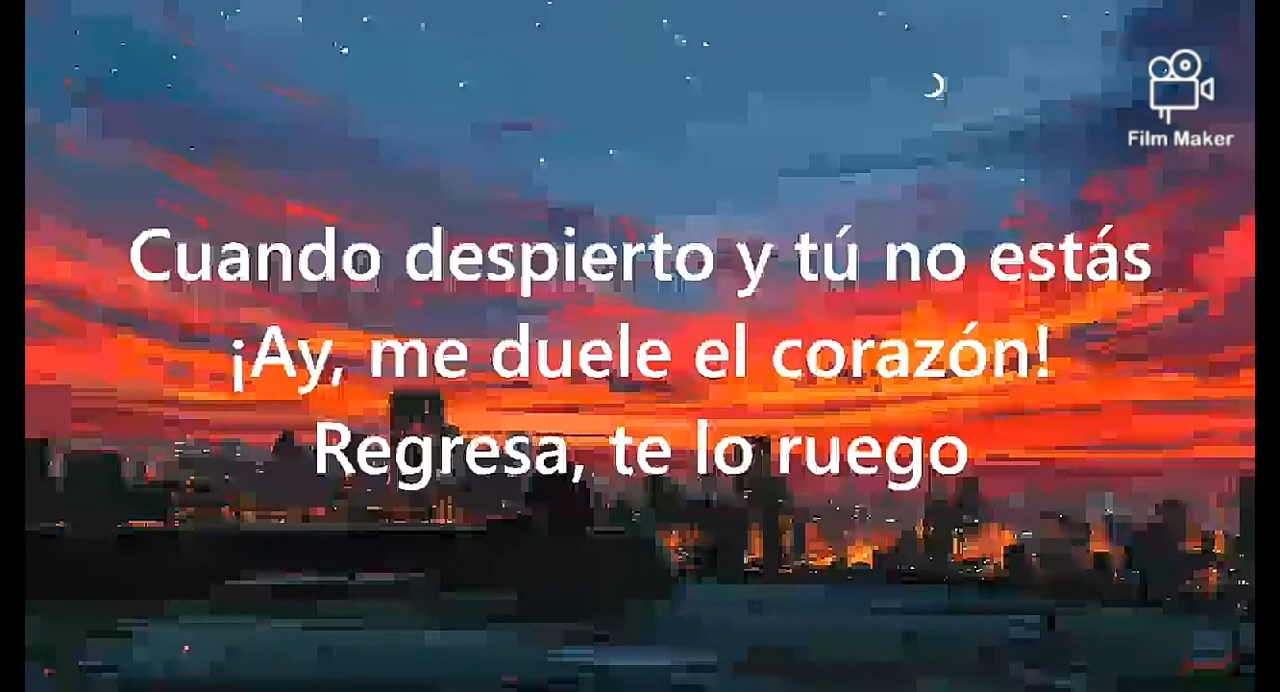 Film Maker
Cuando despierto y tú no estás
¡Ay, me duele el corazón!
Regresa, te lo ruego